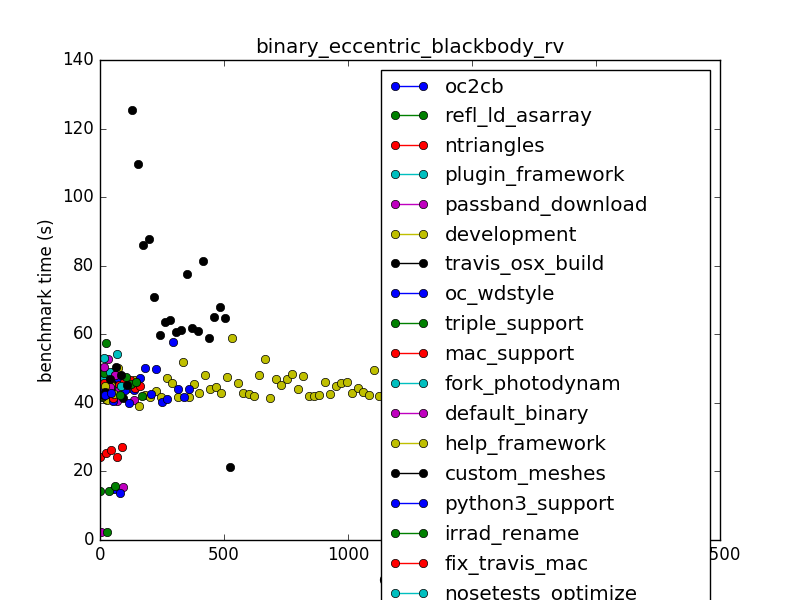 binary_eccentric_blackbody_rv
140
120
100
80
60
40
20
0
benchmark time (s)
0
500
1000
500
oc2cb
refl_ld_asarray
ntriangles
plugin_framework
passband_download
development
travis_osx_build
oc_wdstyle
triple_support
mac_support
fork_photodynam
default_binary
help_framework
custom_meshes
python3_support
irrad_rename
fix_travis_mac
nosetests_optimize